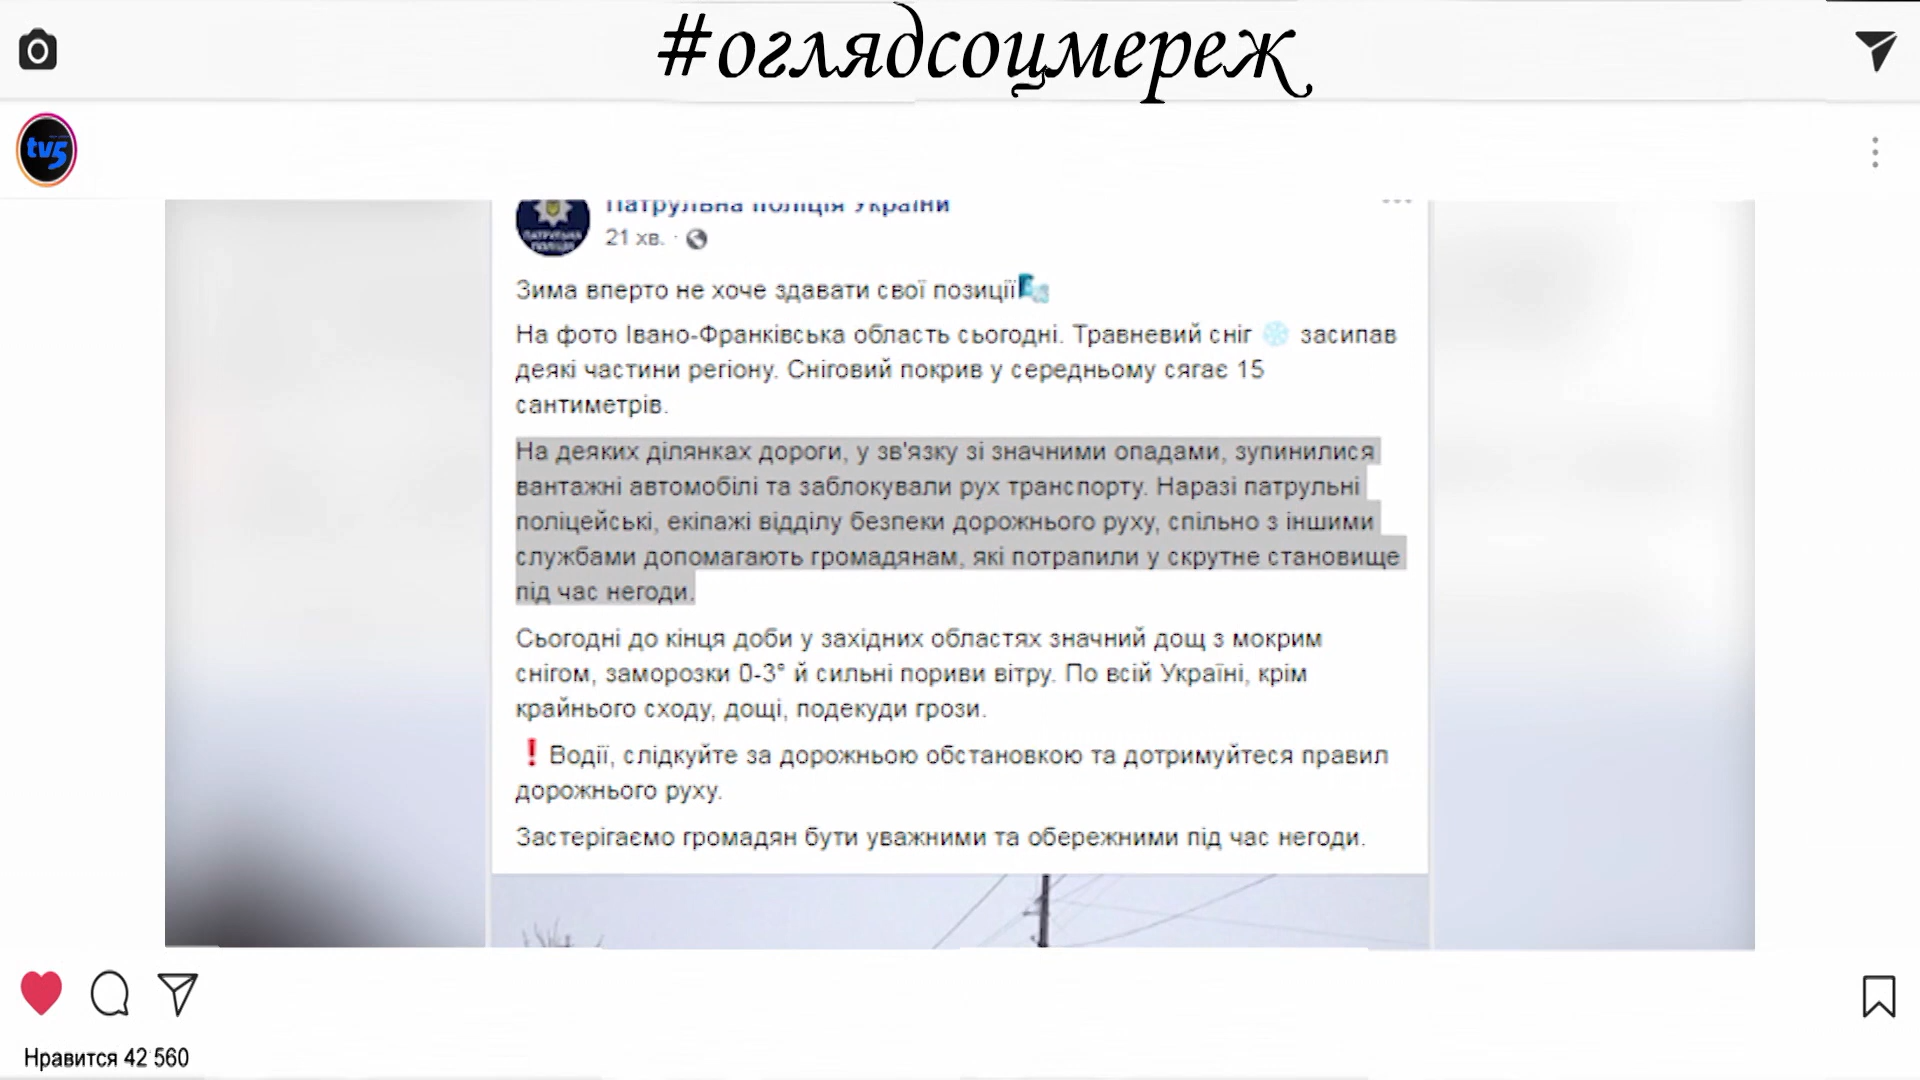 #оглядсоцмереж
tv5
Патрульна поліція України
21 хв.
ПАТРУЛЬНА
ПОЛІЦІЯ
Зима вперто не хоче здавати свої позиції
На фото Івано-Франківська область сьогодні. Травневий сніг ❄ засипав
деякі частини регіону. Сніговий покрив у середньому сягає 15
сантиметрів.
На деяких ділянках дороги, у зв'язку зі значними опадами, зупинилися
вантажні автомобілі та заблокували рух транспорту. Наразі патрульні
поліцейські, екіпажі відділу безпеки дорожнього руху, спільно з іншими
службами допомагають громадянам, які потрапили у скрутне становище
під час негоди.
Сьогодні до кінця доби у західних областях значний дощ з мокрим
снігом, заморозки 0-3° й сильні пориви вітру. По всій Україні, крім
крайнього сходу, дощі, подекуди грози.
❗Водії, слідкуйте за дорожньою обстановкою та дотримуйтеся правил
дорожнього руху.
Застерігаємо громадян бути уважними та обережними під час негоди.
Нравится 42 560